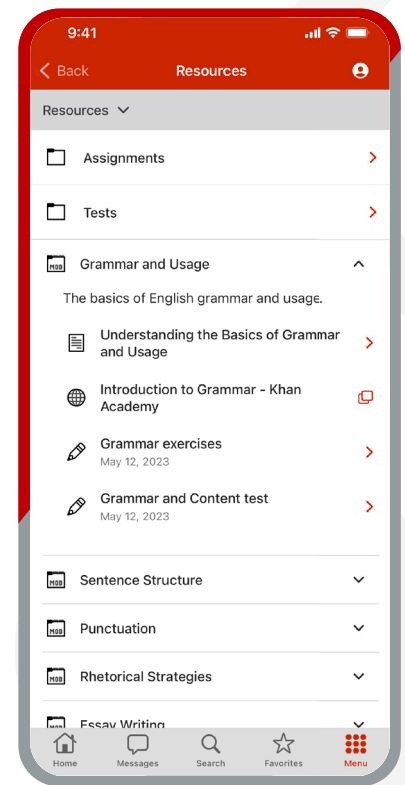 9:41
Back
Resources
Resources
Assignments
Tests
MOD
Grammar and Usage
The basics of English grammar and usage.
Understanding the Basics of Grammar
and Usage
Introduction to Grammar - Khan
Academy
Grammar exercises
May 12, 2023
Grammar and Content test
May 12, 2023
MOD
Sentence Structure
MOD
Punctuation
MOD
Rhetorical Strategies
Essay Writing
Home
Messages
Search
Favorites
Menu